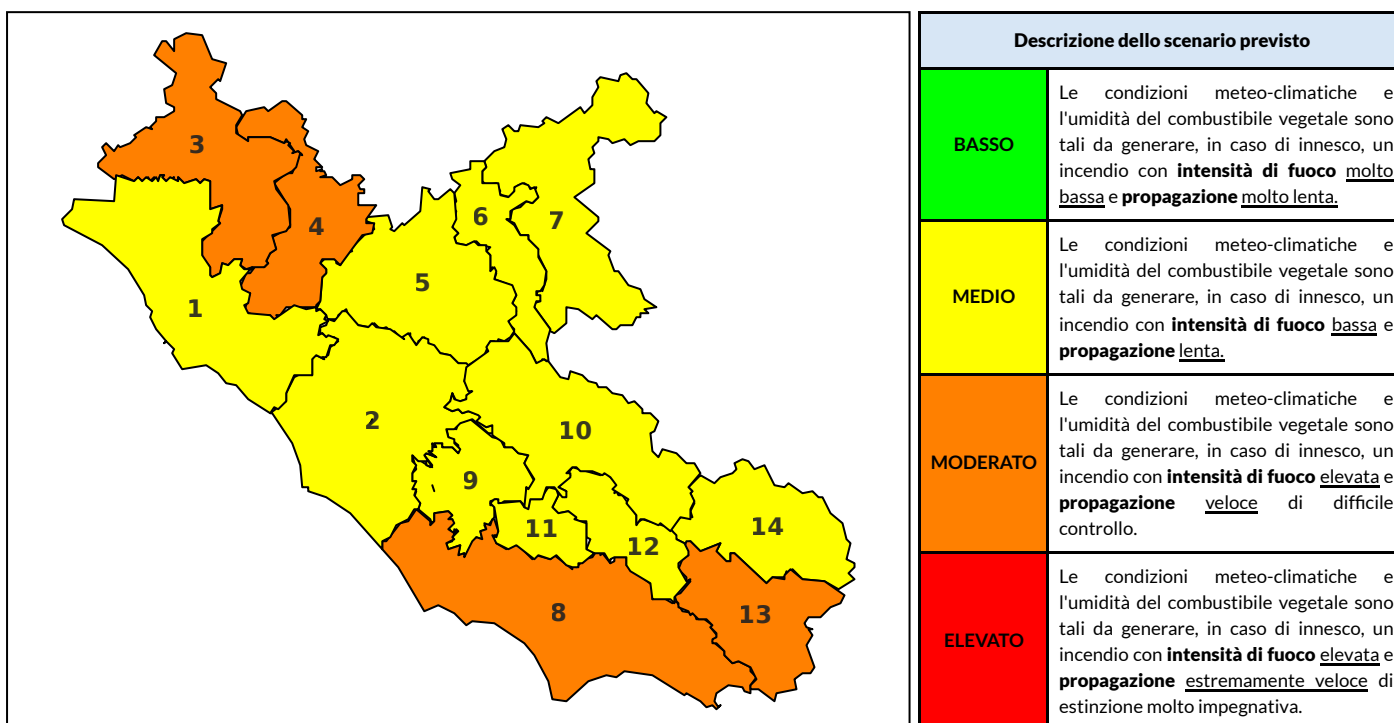 3
4
6
7
5
1
2
10
9
11
12
14
8
13
Descrizione dello scenario previsto
BASSO
Le condizioni meteo-climatiche e
l'umidità del combustibile vegetale sono
tali da generare, in caso di innesco, un
incendio con intensità di fuoco molto
bassa e propagazione molto lenta.
MEDIO
Le condizioni meteo-climatiche e
l'umidità del combustibile vegetale sono
tali da generare, in caso di innesco, un
incendio con intensità di fuoco bassa e
propagazione lenta.
MODERATO
Le condizioni meteo-climatiche e
l'umidità del combustibile vegetale sono
tali da generare, in caso di innesco, un
incendio con intensità di fuoco elevata e
propagazione veloce di difficile
controllo.
ELEVATO
Le condizioni meteo-climatiche e
l'umidità del combustibile vegetale sono
tali da generare, in caso di innesco, un
incendio con intensità di fuoco elevata e
propagazione estremamente veloce di
estinzione molto impegnativa.